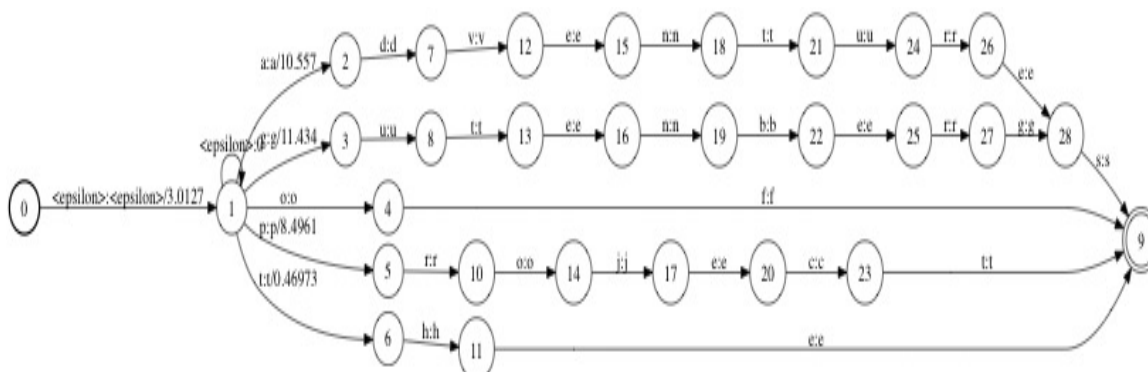 a:a/10.557 2 d:d 7 v:v 12 e:e 15 n:n 18 t:t 21 u:u 24 r:r 26
e:e
g:g/11.434 3 u:u 8 t:t 13 e:e 16 n:n 19 b:b 22 e:e 25 r:r 27 g:g 28
<epsilon>:
s:s
0 <epsilon>:<epsilon>/3.0127 1 o:o 4 f:f
9
p:p/8.4961 5 r:r 10 o:o 14 j:j 17 e:e 20 c:c 23 t:t
t:t/0.46973 6 h:h 11 e:e